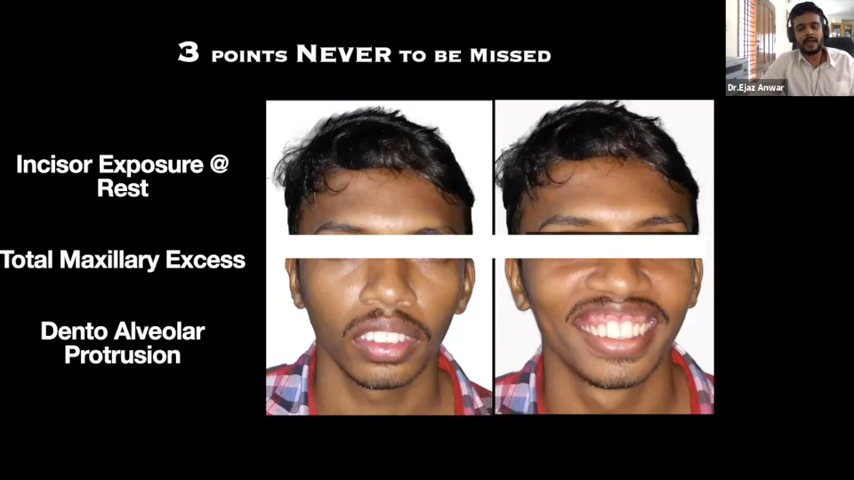 3 POINTS NEVER TO BE MISSED
Dr.Ejaz Anwar
Incisor Exposure @
Rest
Total Maxillary Excess
Dento Alveolar
Protrusion